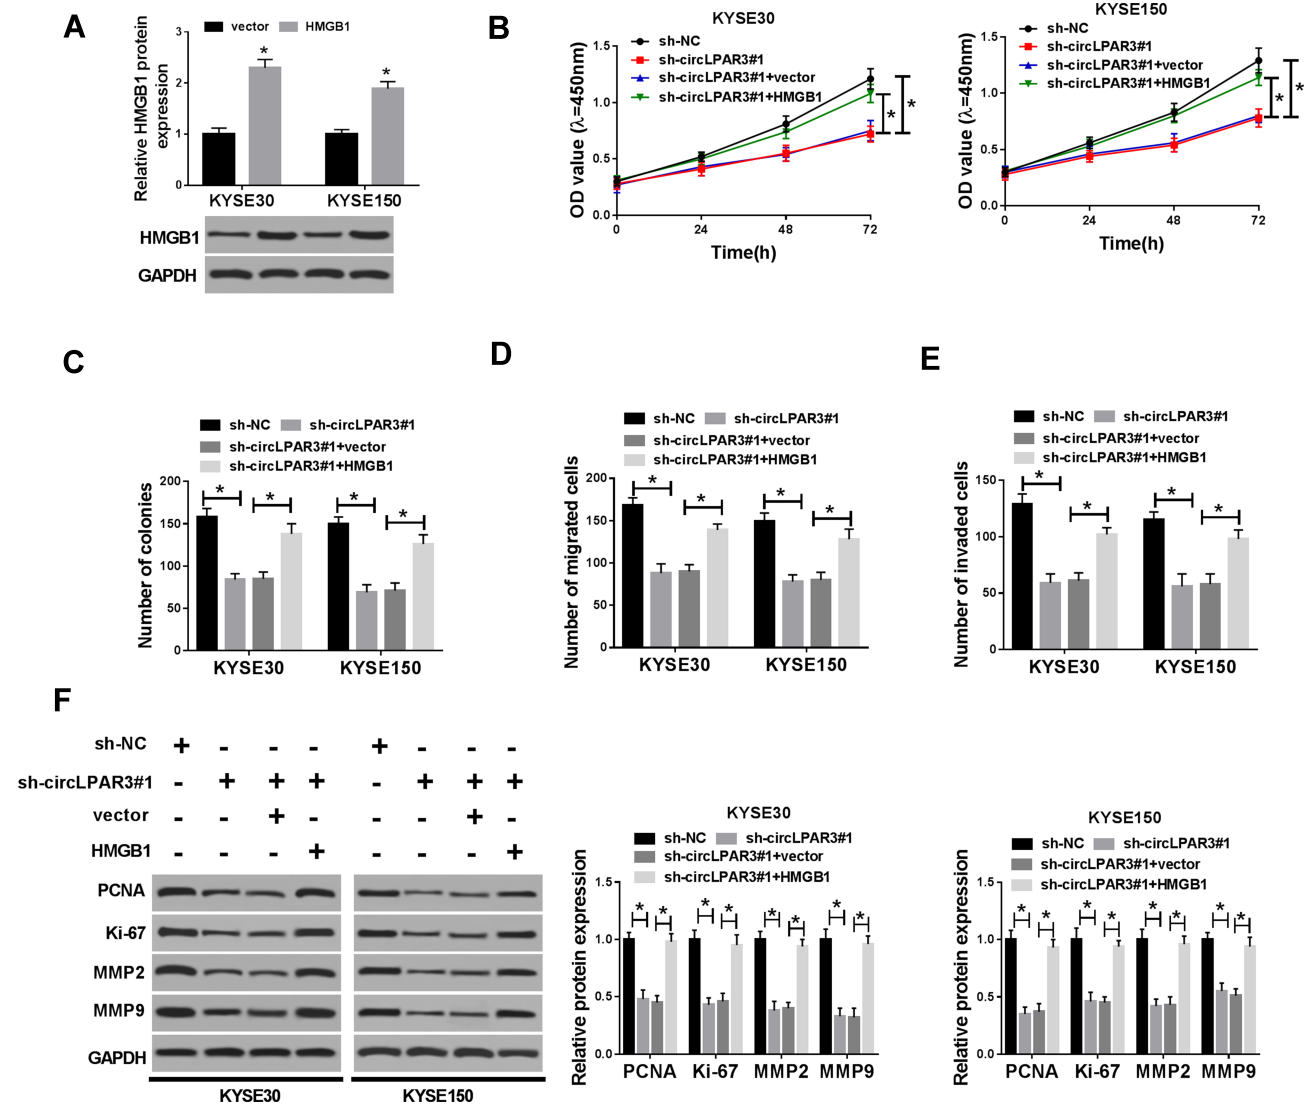 A
vector HMGB1
Relative HMGB1 protein
expression
3
2
1
0
* *
KYSE30 KYSE150
HMGB1
GAPDH
B
KYSE30
sh-NC
sh-circLPAR3#1
sh-circLPAR3#1+vector
sh-circLPAR3#1+HMGB1
OD value (λ=450nm)
1.5
1.0
0.5
0.0
* *
0 24 48 72
Time(h)
KYSE150
sh-NC
sh-circLPAR3#1
sh-circLPAR3#1+vector
sh-circLPAR3#1+HMGB1
OD value (λ=450nm)
1.5
1.0
0.5
0.0
* *
0 24 48 72
Time(h)
C
sh-NC sh-circLPAR3#1
sh-circLPAR3#1+vector
sh-circLPAR3#1+HMGB1
Number of colonies
200
150
100
50
0
* * * *
KYSE30 KYSE150
D
sh-NC sh-circLPAR3#1
sh-circLPAR3#1+vector
sh-circLPAR3#1+HMGB1
Number of migrated cells
200
150
100
50
0
* * * *
KYSE30 KYSE150
E
sh-NC sh-circLPAR3#1
sh-circLPAR3#1+vector
sh-circLPAR3#1+HMGB1
Number of invaded cells
150
100
50
0
* * * *
KYSE30 KYSE150
F
sh-NC + - - - + - - -
sh-circLPAR3#1 - + + + - + + +
vector - - + - - - + -
HMGB1 - - - + - - - +
PCNA
Ki-67
MMP2
MMP9
GAPDH
KYSE30 KYSE150
KYSE30
sh-NC sh-circLPAR3#1
sh-circLPAR3#1+vector
sh-circLPAR3#1+HMGB1
Relative protein expression
1.5
1.0
0.5
0.0
* * * * * * * *
PCNA Ki-67 MMP2 MMP9
KYSE150
sh-NC sh-circLPAR3#1
sh-circLPAR3#1+vector
sh-circLPAR3#1+HMGB1
Relative protein expression
1.5
1.0
0.5
0.0
* * * * * * * *
PCNA Ki-67 MMP2 MMP9